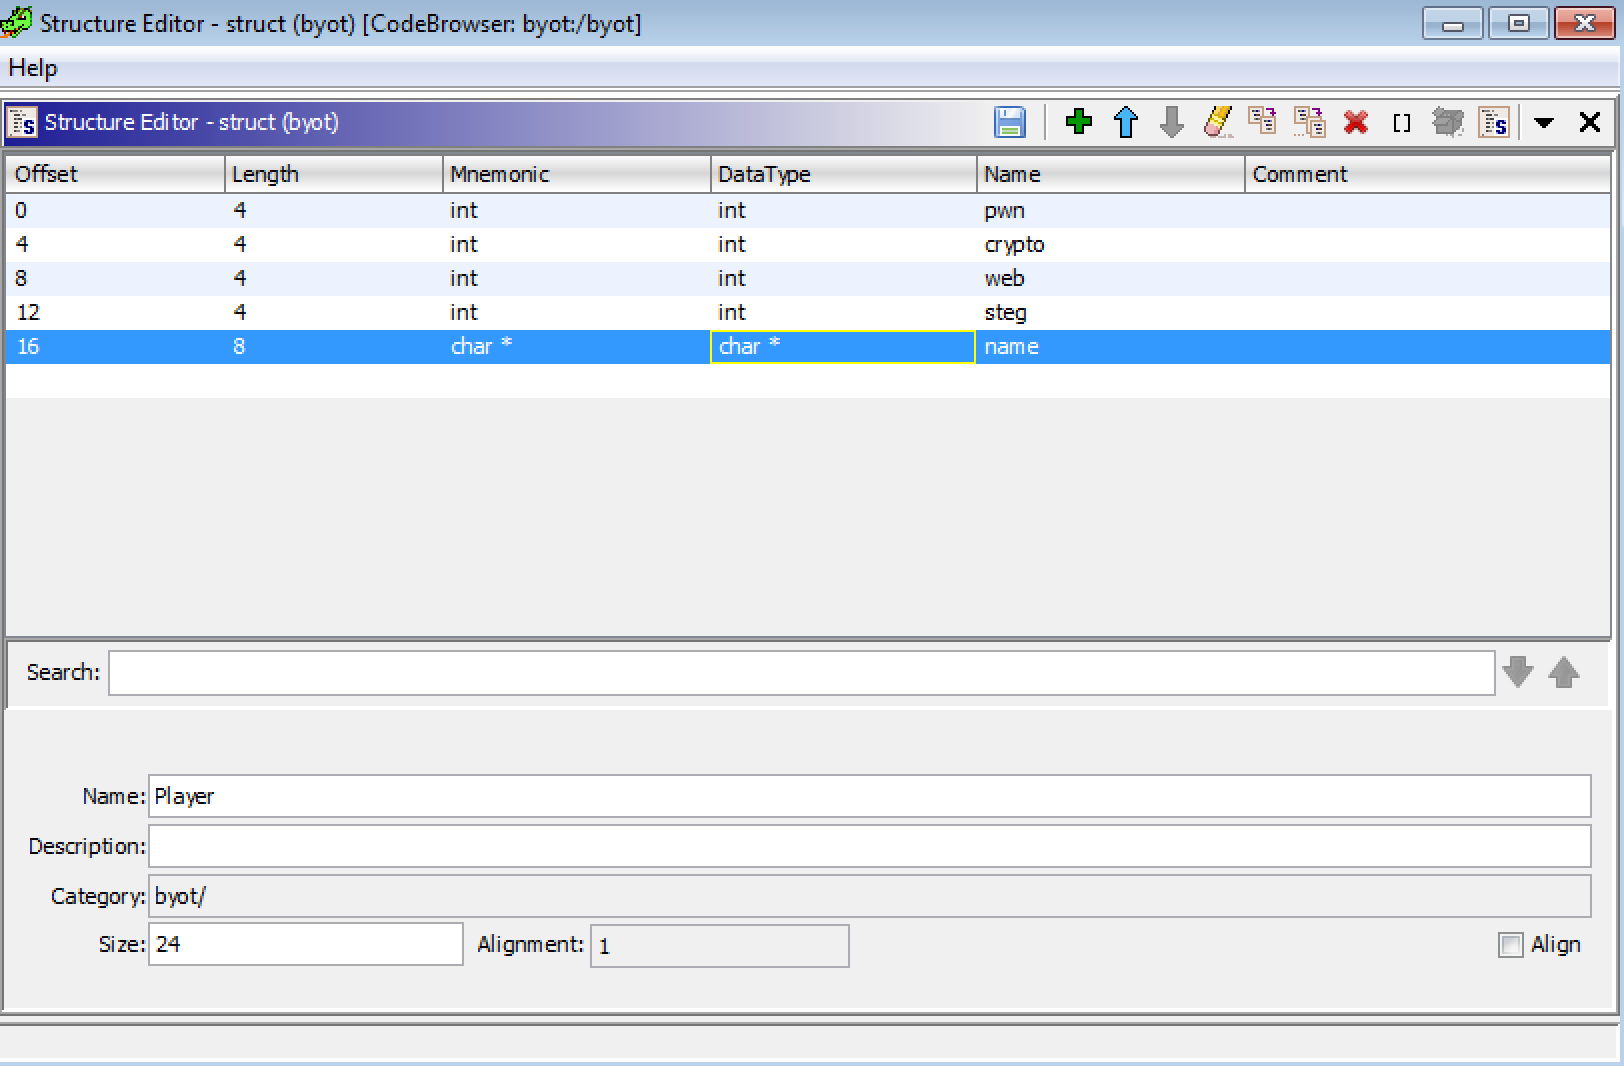 Structure Editor - struct (byot) [CodeBrowser: byot:/byot]
Help
Structure Editor - struct (byot)
Offset Length Mnemonic DataType Name Comment
0 4 int int pwn
4 4 int int crypto
8 4 int int web
12 4 int int steg
16 8 char * char * name
Search:
Name: Player
Description:
Category: byot/
Size: 24 Alignment: 1 Align